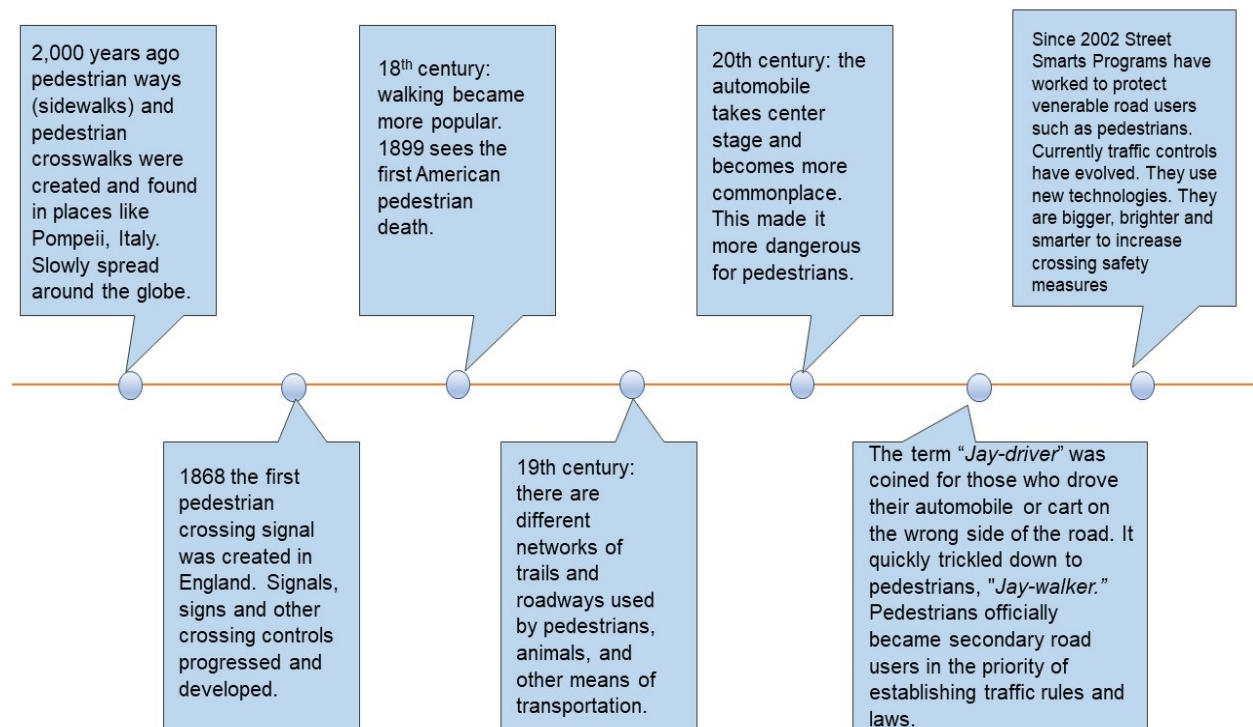 2,000 years ago
pedestrian ways
(sidewalks) and
pedestrian
crosswalks were
created and found
in places like
Pompeii, Italy.
Slowly spread
around the globe.
1868 the first
pedestrian
crossing signal
was created in
England. Signals,
signs and other
crossing controls
progressed and
developed.
18th century:
walking became
more popular.
1899 sees the
first American
pedestrian
death.
19th century:
there are
different
networks of
trails and
roadways used
by pedestrians,
animals, and
other means of
transportation.
20th century: the
automobile
takes center
stage and
becomes more
commonplace.
This made it
more dangerous
for pedestrians.
The term “Jay-driver” was
coined for those who drove
their automobile or cart on
the wrong side of the road. It
quickly trickled down to
pedestrians, "Jay-walker.”
Pedestrians officially
became secondary road
users in the priority of
establishing traffic rules and
laws.
Since 2002 Street
Smarts Programs have
worked to protect
venerable road users
such as pedestrians.
Currently traffic controls
have evolved. They use
new technologies. They
are bigger, brighter and
smarter to increase
crossing safety
measures